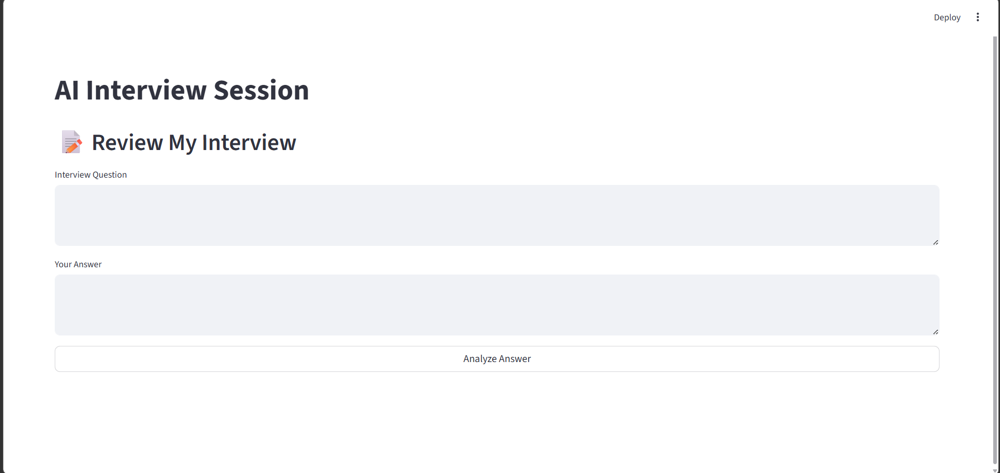 Deploy
AI Interview Session
📝 Review My Interview
Interview Question
Your Answer
Analyze Answer